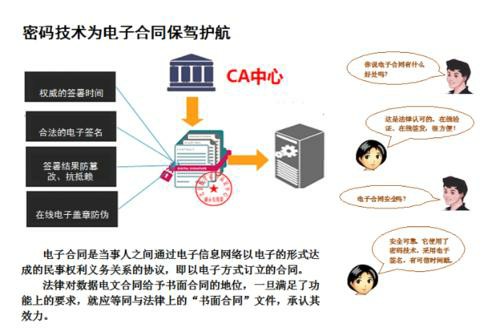 密码技术为电子合同保驾护航
CA中心
权威的签署时间
合法的电子签名
签署结果防篡
改、抗抵赖
在线电子盖章防伪
你说电子合同有什么
好处吗？
这是法律认可的，在线验
证、在线签发，很方便！
电子合同安全吗？
安全可靠，它使用了
密码技术，采用电子
签名，有可信时间戳。
电子合同是当事人之间通过电子信息网络以电子的形式达
成的民事权利义务关系的协议，即以电子方式订立的合同。
法律对数据电文合同给予书面合同的地位，一旦满足了功
能上的要求，就应等同与法律上的“书面合同”文件，承认其
效力。